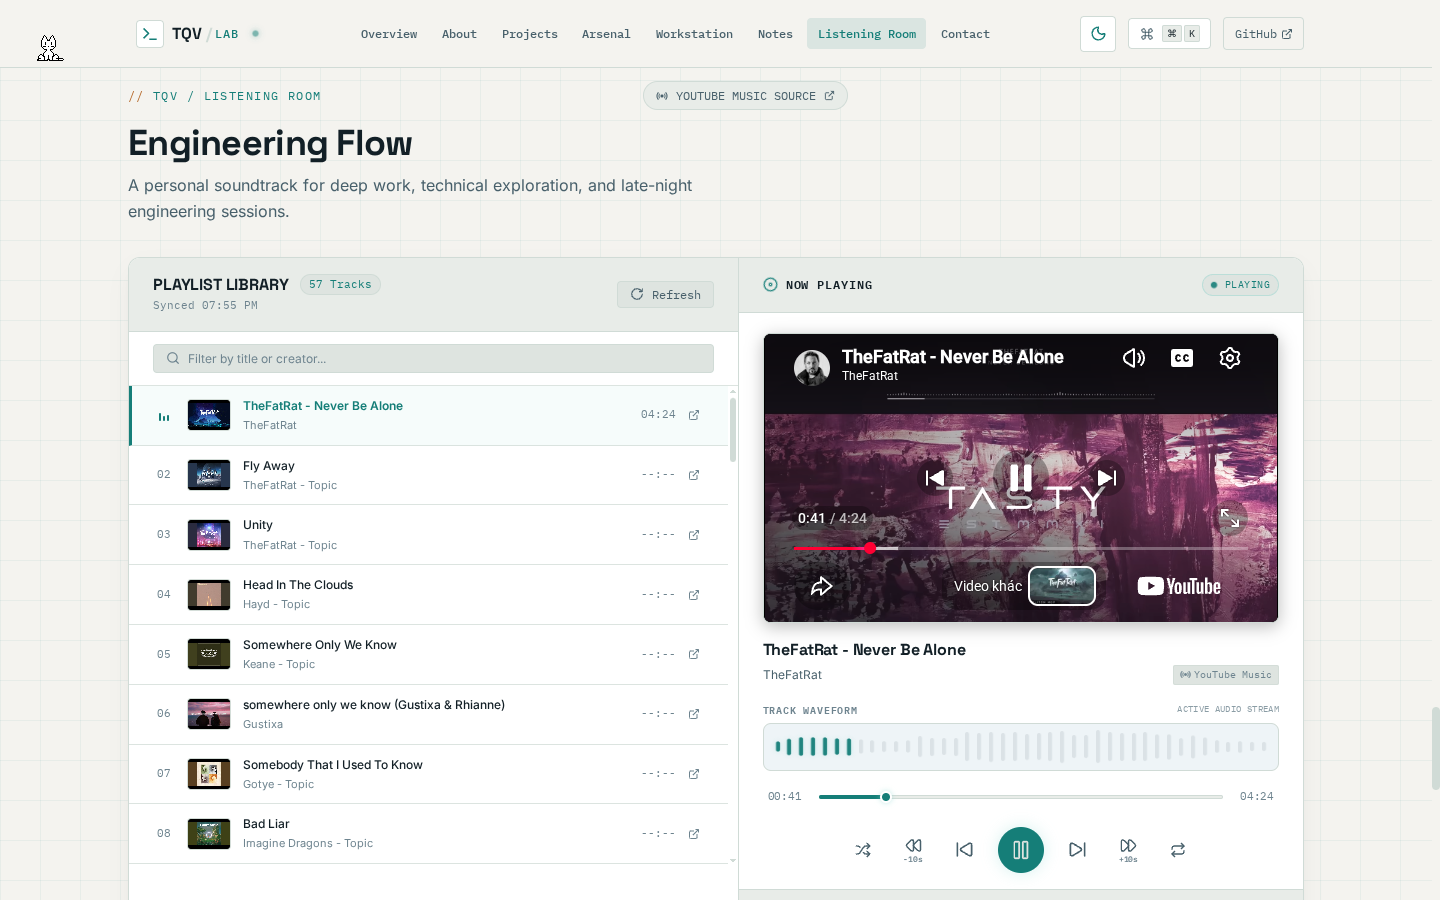 TQV / LAB
Overview
About
Projects
Arsenal
Workstation
Notes
Listening Room
Contact
⌘ ⌘ K
GitHub
// TQV / LISTENING ROOM
YOUTUBE MUSIC SOURCE
Engineering Flow
A personal soundtrack for deep work, technical exploration, and late-night
engineering sessions.
PLAYLIST LIBRARY
57 Tracks
Synced 07:55 PM
Refresh
Filter by title or creator...
TheFatRat - Never Be Alone
TheFatRat
04:24
02
Fly Away
TheFatRat - Topic
--:--
03
Unity
TheFatRat - Topic
--:--
04
Head In The Clouds
Hayd - Topic
--:--
05
Somewhere Only We Know
Keane - Topic
--:--
06
somewhere only we know (Gustixa & Rhianne)
Gustixa
--:--
07
Somebody That I Used To Know
Gotye - Topic
--:--
08
Bad Liar
Imagine Dragons - Topic
--:--
NOW PLAYING
PLAYING
TheFatRat - Never Be Alone
TheFatRat
CC
TASTY
0:41 / 4:24
Video khác
TheFatRat
YouTube
TheFatRat - Never Be Alone
TheFatRat
YouTube Music
TRACK WAVEFORM
ACTIVE AUDIO STREAM
00:41
04:24
-10s
+10s